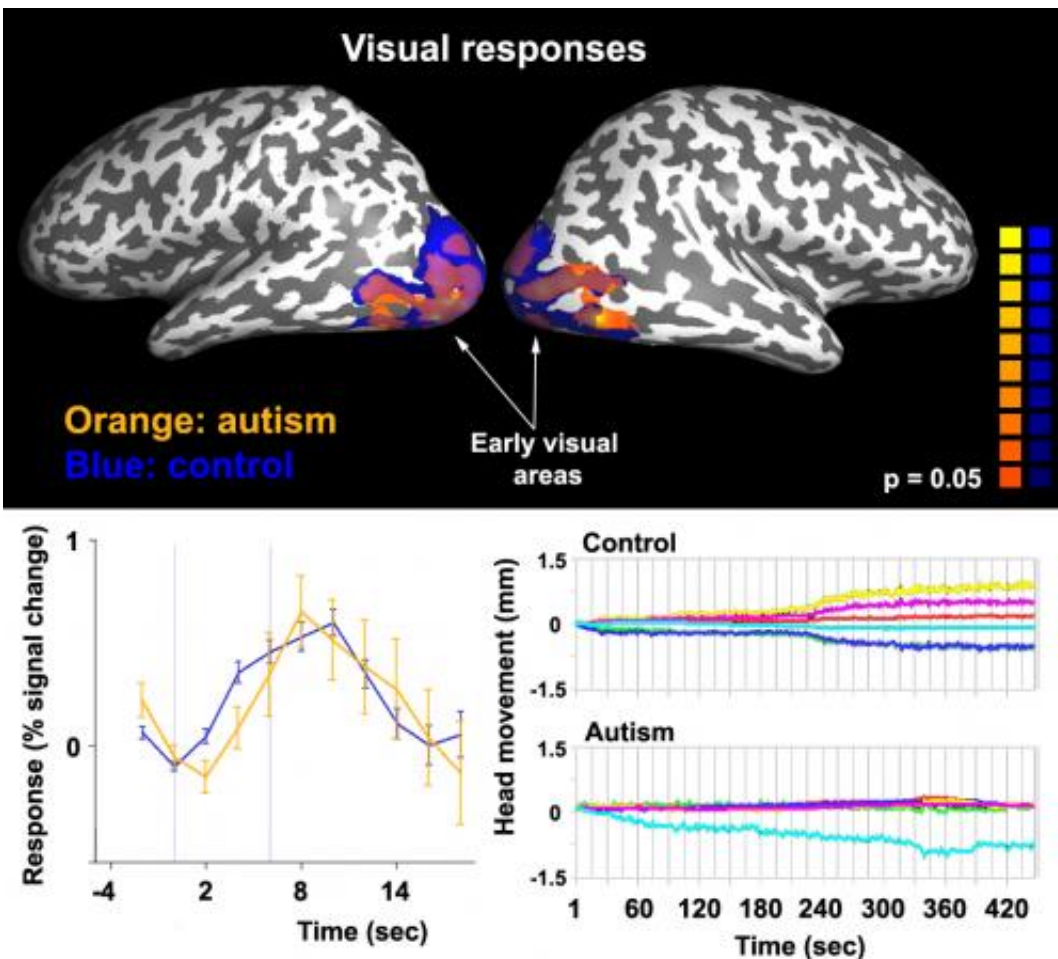 Visual responses
Orange: autism
Blue: control
Early visual
areas
p = 0.05
Response (% signal change)
1
0
-4
2
8
14
Time (sec)
Head movement (mm)
Control
1.5
0
-1.5
Autism
1.5
0
-1.5
1
60
120
180
240
300
360
420
Time (sec)